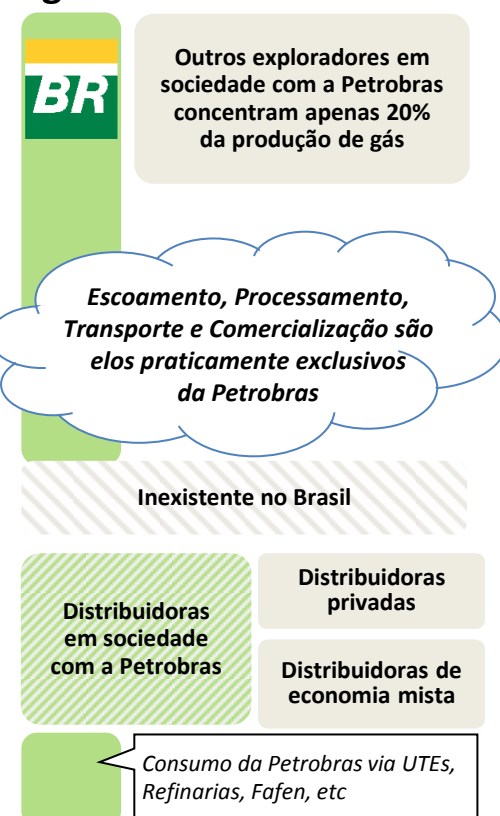 BR
Outros exploradores em
sociedade com a Petrobras
concentram apenas 20%
da produção de gás
Escoamento, Processamento,
Transporte e Comercialização são
elos praticamente exclusivos
da Petrobras
Inexistente no Brasil
Distribuidoras
em sociedade
com a Petrobras
Distribuidoras
privadas
Distribuidoras de
economia mista
Consumo da Petrobras via UTEs,
Refinarias, Fafen, etc